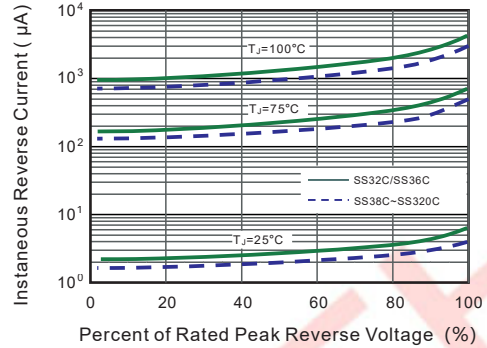 Instaneous Reverse Current ( µA)
10⁴
10³
10²
10¹
10⁰
TJ=100°C
TJ=75°C
SS32C/SS36C
SS38C~SS320C
TJ=25°C
0 20 40 60 80 100
Percent of Rated Peak Reverse Voltage (%)